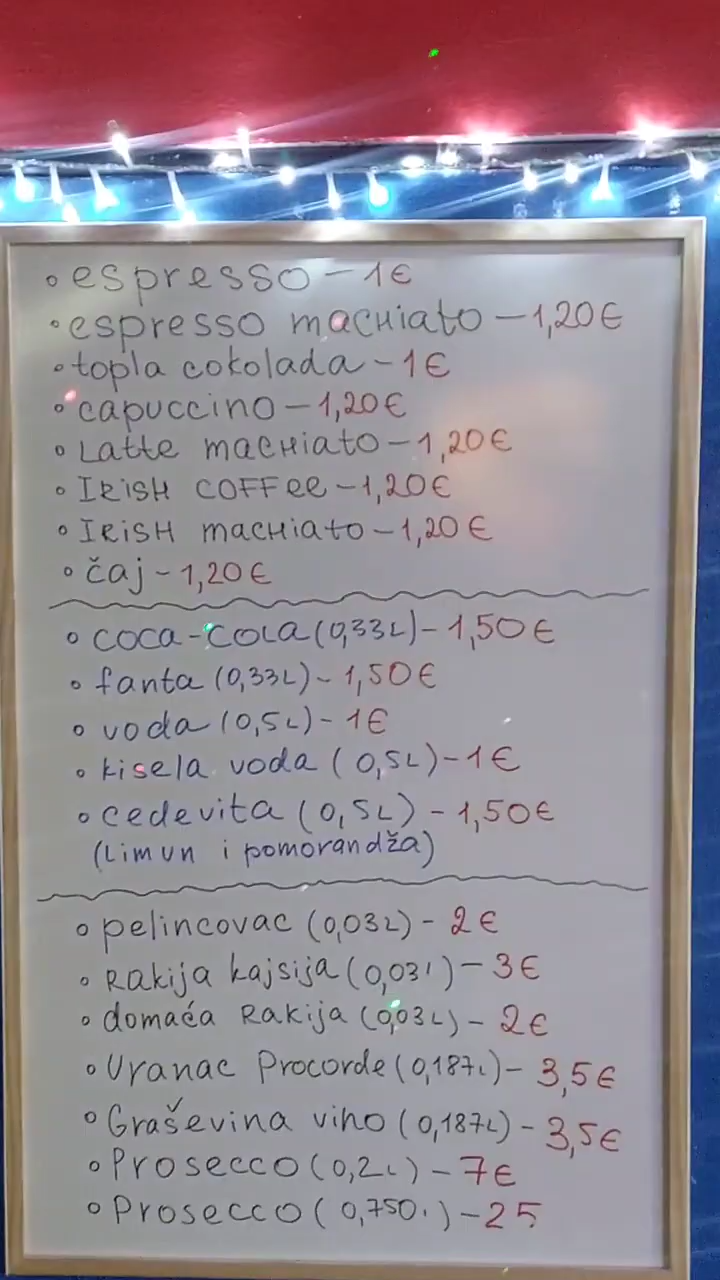 • espresso – 1€
• espresso macHiato – 1,20€
• topla cokolada – 1€
• capuccino – 1,20€
• Latte macHiato – 1,20€
• IRISH COFFee – 1,20€
• IRISH macHiato – 1,20€
• čaj – 1,20€
• coca-cola (0,33L) – 1,50€
• fanta (0,33L) – 1,50€
• voda (0,5L) – 1€
• kisela voda (0,5L) – 1€
• cedevita (0,5L) – 1,50€
(Limun i pomorandža)
• pelincovac (0,03L) – 2€
• Rakija kajsija (0,03l) – 3€
• domaća Rakija (0,03L) – 2€
• Vranac Procorde (0,187L) – 3,5€
• Graševina vino (0,187L) – 3,5€
• Prosecco (0,2L) – 7€
• Prosecco (0,750l) – 25